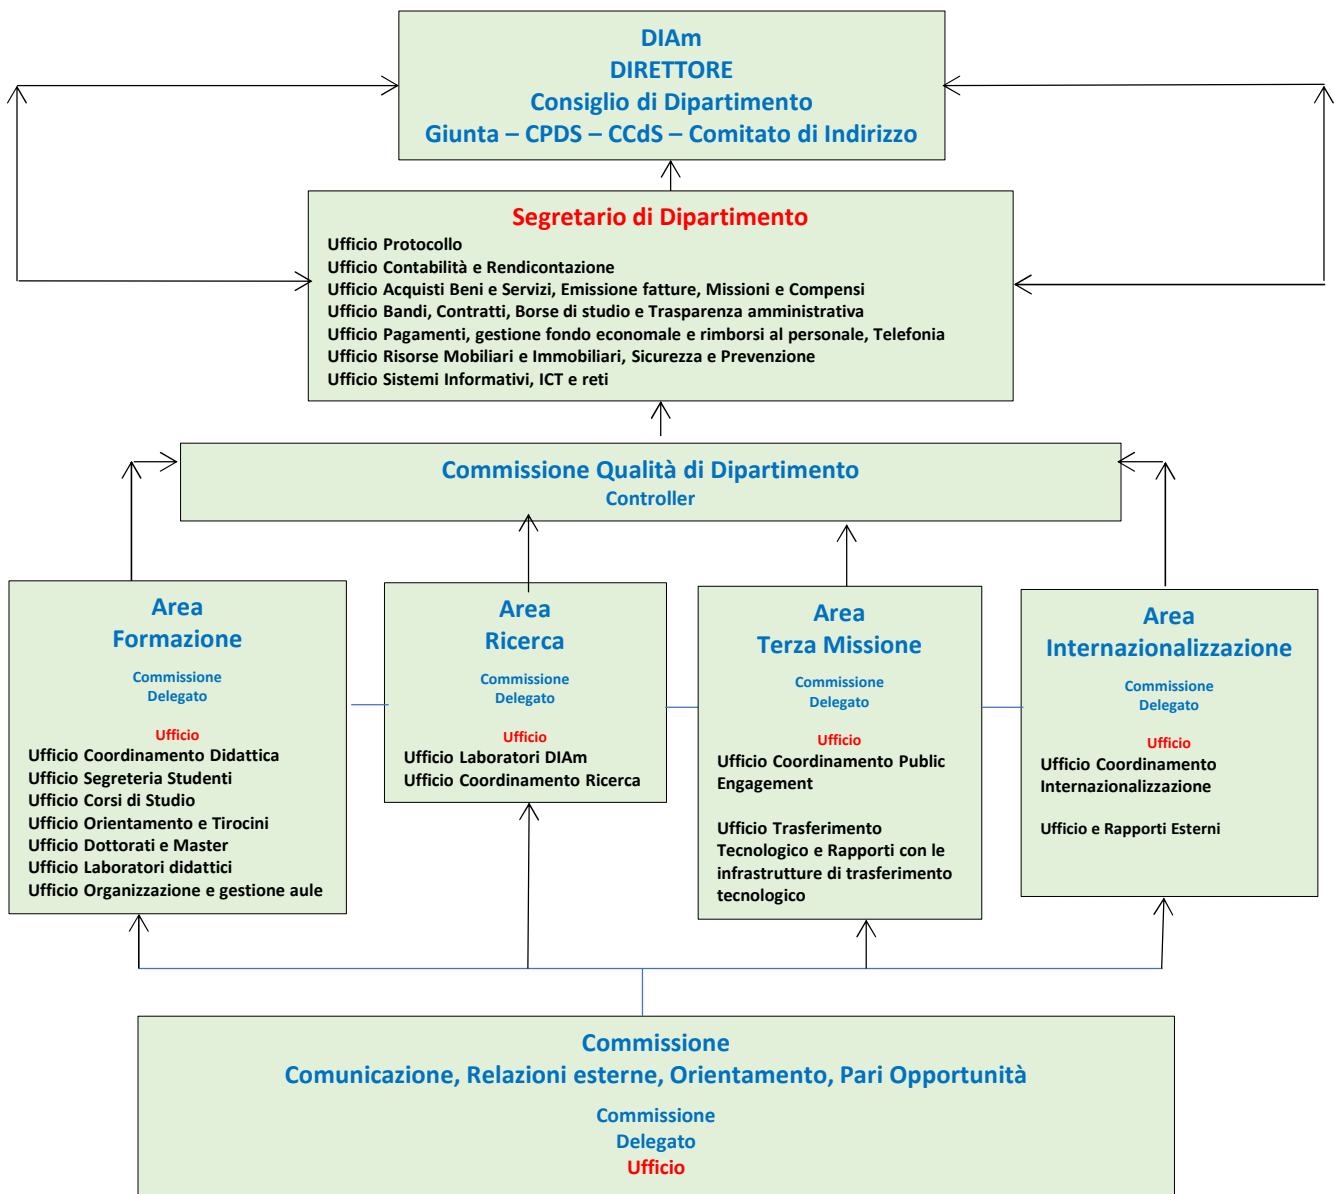 DIAm
DIRETTORE
Consiglio di Dipartimento
Giunta – CPDS – CCdS – Comitato di Indirizzo
Segretario di Dipartimento
Ufficio Protocollo
Ufficio Contabilità e Rendicontazione
Ufficio Acquisti Beni e Servizi, Emissione fatture, Missioni e Compensi
Ufficio Bandi, Contratti, Borse di studio e Trasparenza amministrativa
Ufficio Pagamenti, gestione fondo economale e rimborsi al personale, Telefonia
Ufficio Risorse Mobiliari e Immobiliari, Sicurezza e Prevenzione
Ufficio Sistemi Informativi, ICT e reti
Commissione Qualità di Dipartimento
Controller
Area
Formazione
Commissione
Delegato
Ufficio
Ufficio Coordinamento Didattica
Ufficio Segreteria Studenti
Ufficio Corsi di Studio
Ufficio Orientamento e Tirocini
Ufficio Dottorati e Master
Ufficio Laboratori didattici
Ufficio Organizzazione e gestione aule
Area
Ricerca
Commissione
Delegato
Ufficio
Ufficio Laboratori DIAm
Ufficio Coordinamento Ricerca
Area
Terza Missione
Commissione
Delegato
Ufficio
Ufficio Coordinamento Public
Engagement
Ufficio Trasferimento
Tecnologico e Rapporti con le
infrastrutture di trasferimento
tecnologico
Area
Internazionalizzazione
Commissione
Delegato
Ufficio
Ufficio Coordinamento
Internazionalizzazione
Ufficio e Rapporti Esterni
Commissione
Comunicazione, Relazioni esterne, Orientamento, Pari Opportunità
Commissione
Delegato
Ufficio